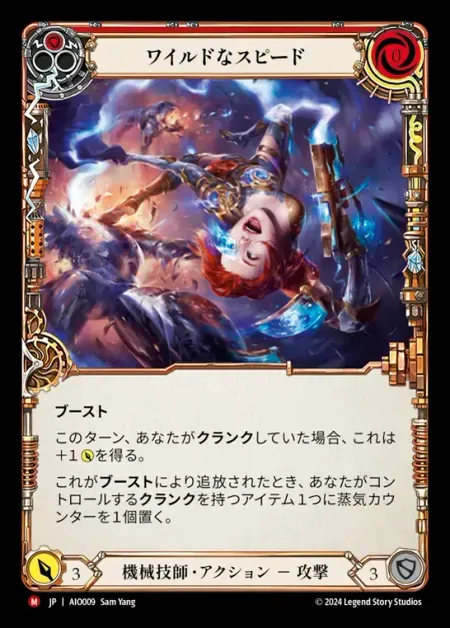 ワイルドなスピード
0
ブースト
このターン、あなたがクランクしていた場合、これは
+1を得る。
これがブーストにより追放されたとき、あなたがコン
トロールするクランクを持つアイテム1つに蒸気カウ
ンターを1個置く。
3
機械技師・アクション － 攻撃
3
M JP | AIO009 Sam Yang
© 2024 Legend Story Studios